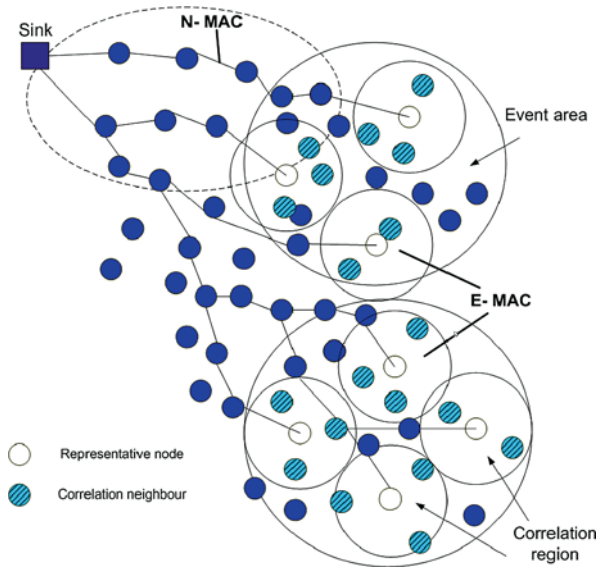 Sink
N- MAC
Event area
E- MAC
Representative node
Correlation neighbour
Correlation
region